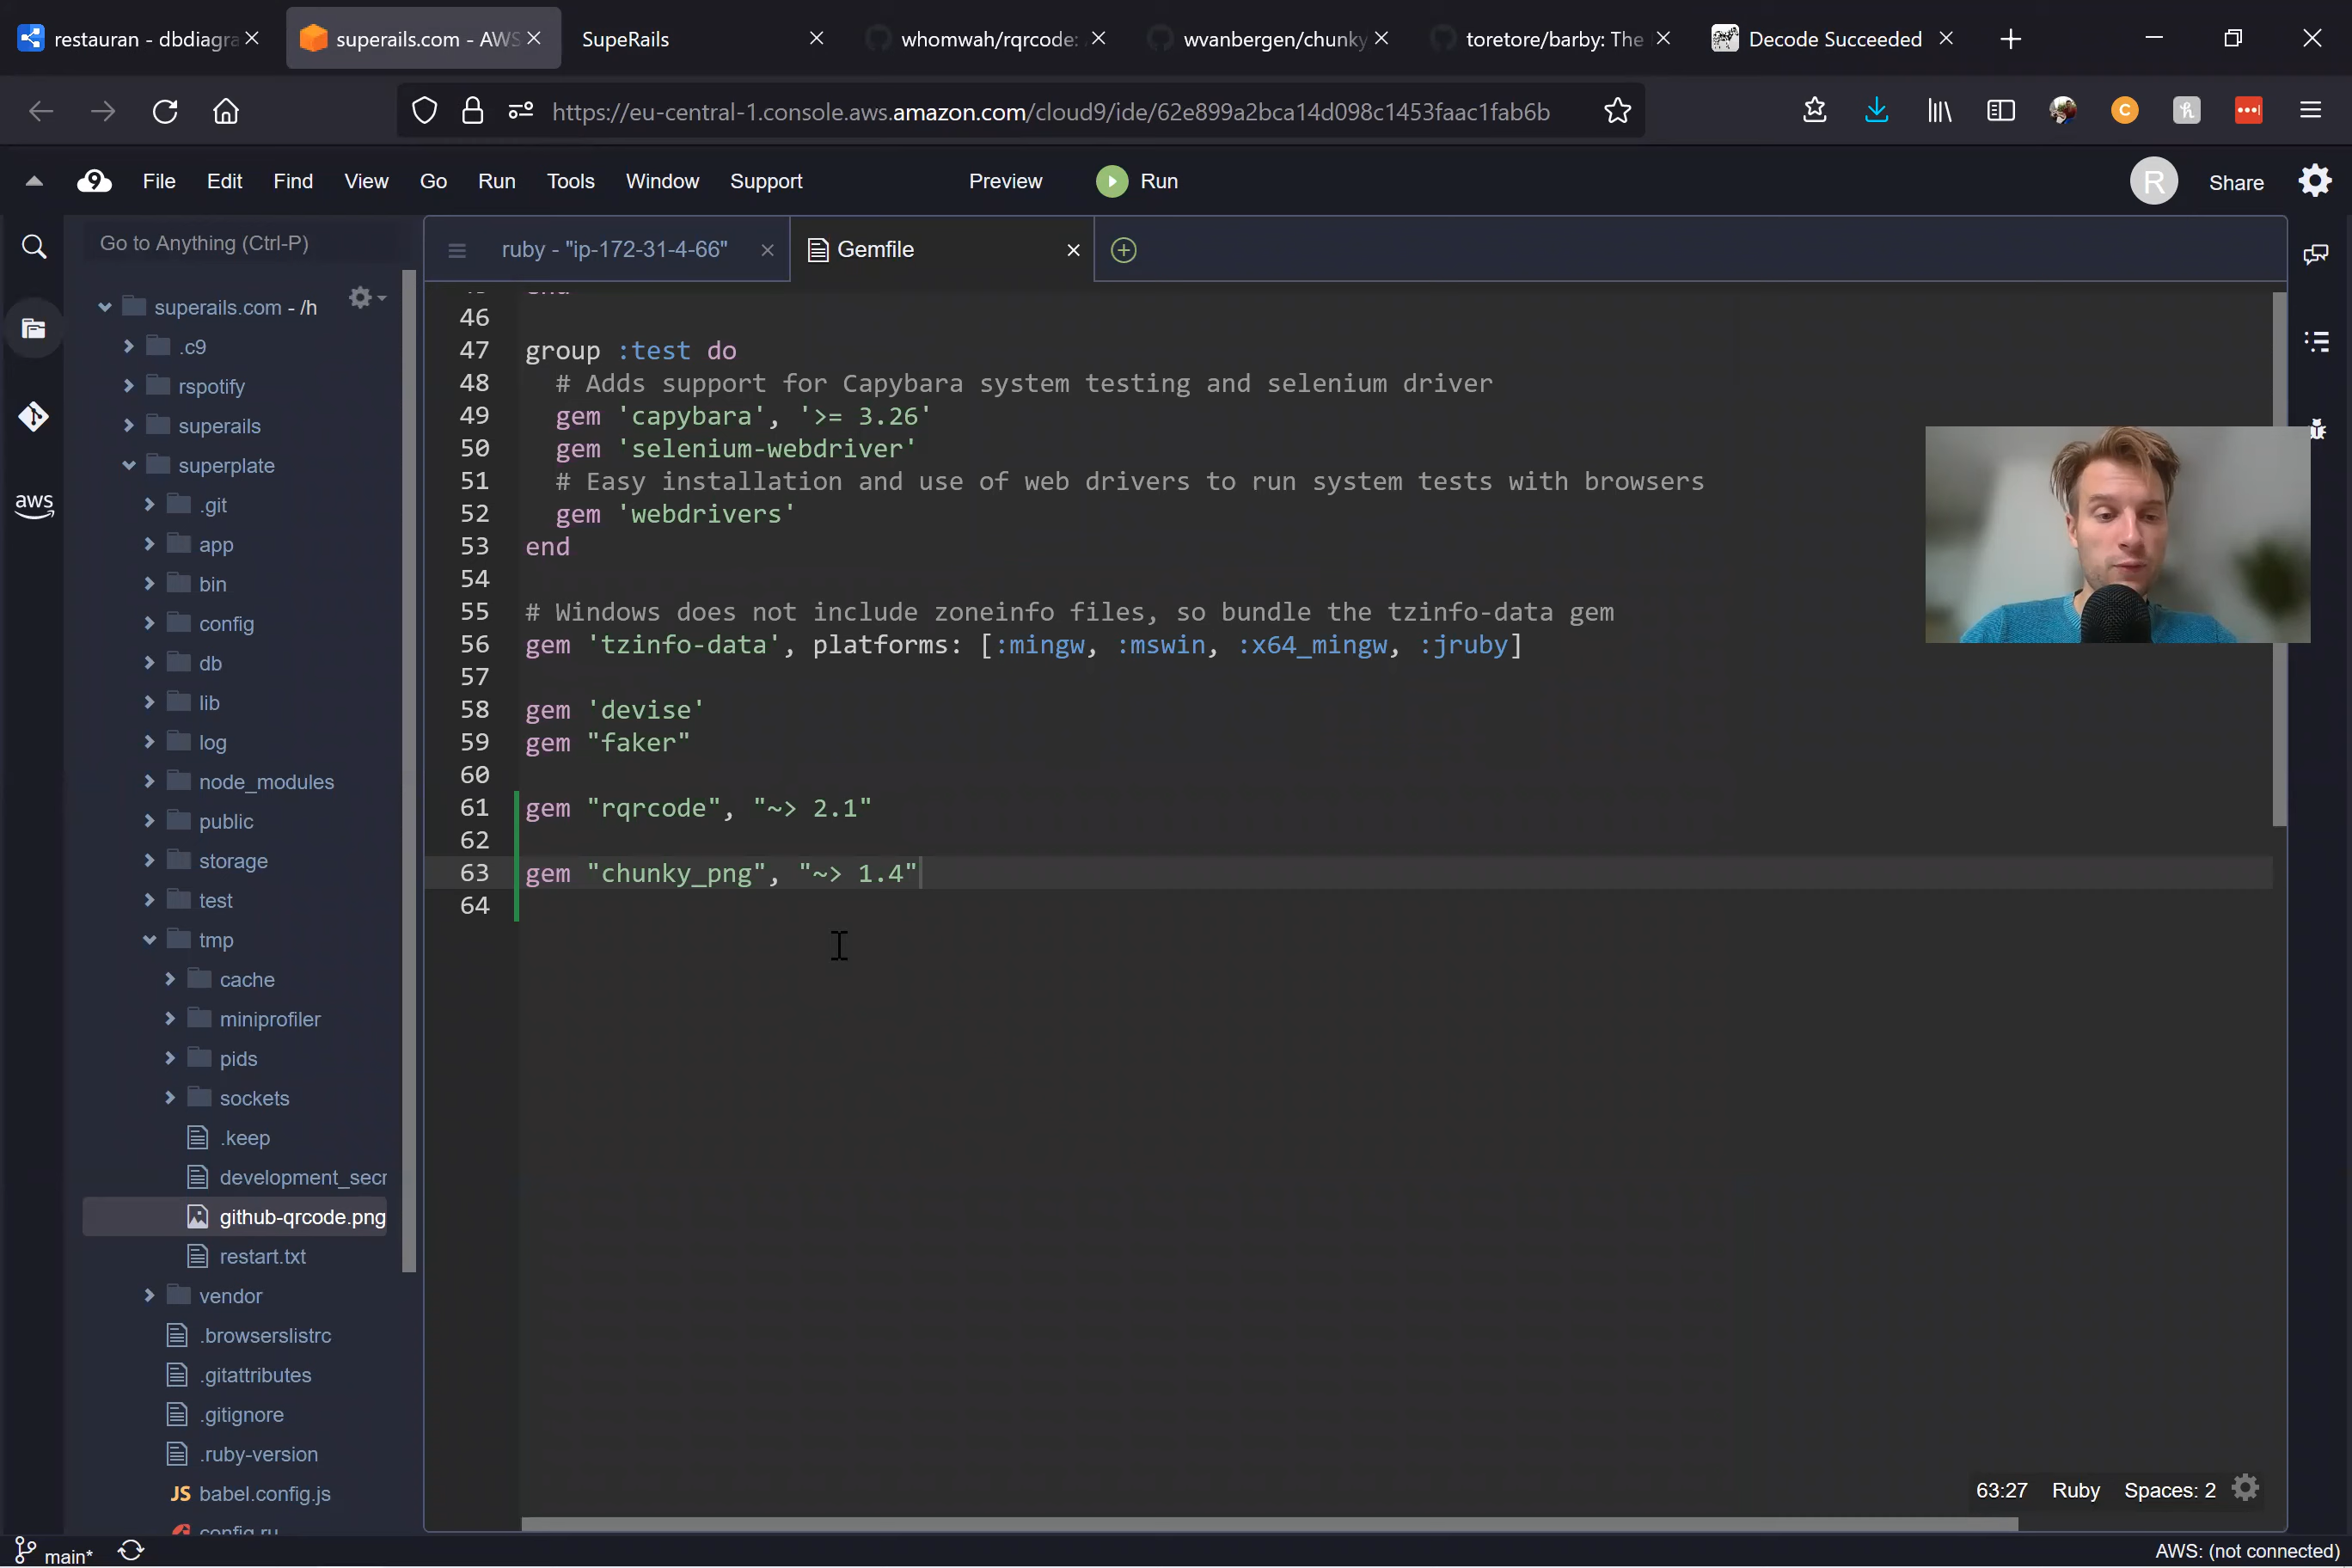 restauran - dbdiagra
superails.com - AWS
SupeRails
whomwah/rqrcode:
wvanbergen/chunky
toretore/barby: The
Decode Succeeded
https://eu-central-1.console.aws.amazon.com/cloud9/ide/62e899a2bca14d098c1453faac1fab6b
9 File Edit Find View Go Run Tools Window Support Preview Run R Share
Go to Anything (Ctrl-P)
ruby - "ip-172-31-4-66"
Gemfile
superails.com - /h
.c9
rspotify
superails
superplate
.git
app
bin
config
db
lib
log
node_modules
public
storage
test
tmp
cache
miniprofiler
pids
sockets
.keep
development_secr
github-qrcode.png
restart.txt
vendor
.browserslistrc
.gitattributes
.gitignore
.ruby-version
JS babel.config.js
config.ru
aws
46
47 group :test do
48 # Adds support for Capybara system testing and selenium driver
49 gem 'capybara', '>= 3.26'
50 gem 'selenium-webdriver'
51 # Easy installation and use of web drivers to run system tests with browsers
52 gem 'webdrivers'
53 end
54
55 # Windows does not include zoneinfo files, so bundle the tzinfo-data gem
56 gem 'tzinfo-data', platforms: [:mingw, :mswin, :x64_mingw, :jruby]
57
58 gem 'devise'
59 gem "faker"
60
61 gem "rqrcode", "~> 2.1"
62
63 gem "chunky_png", "~> 1.4"
64
63:27 Ruby Spaces: 2
main*
AWS: (not connected)